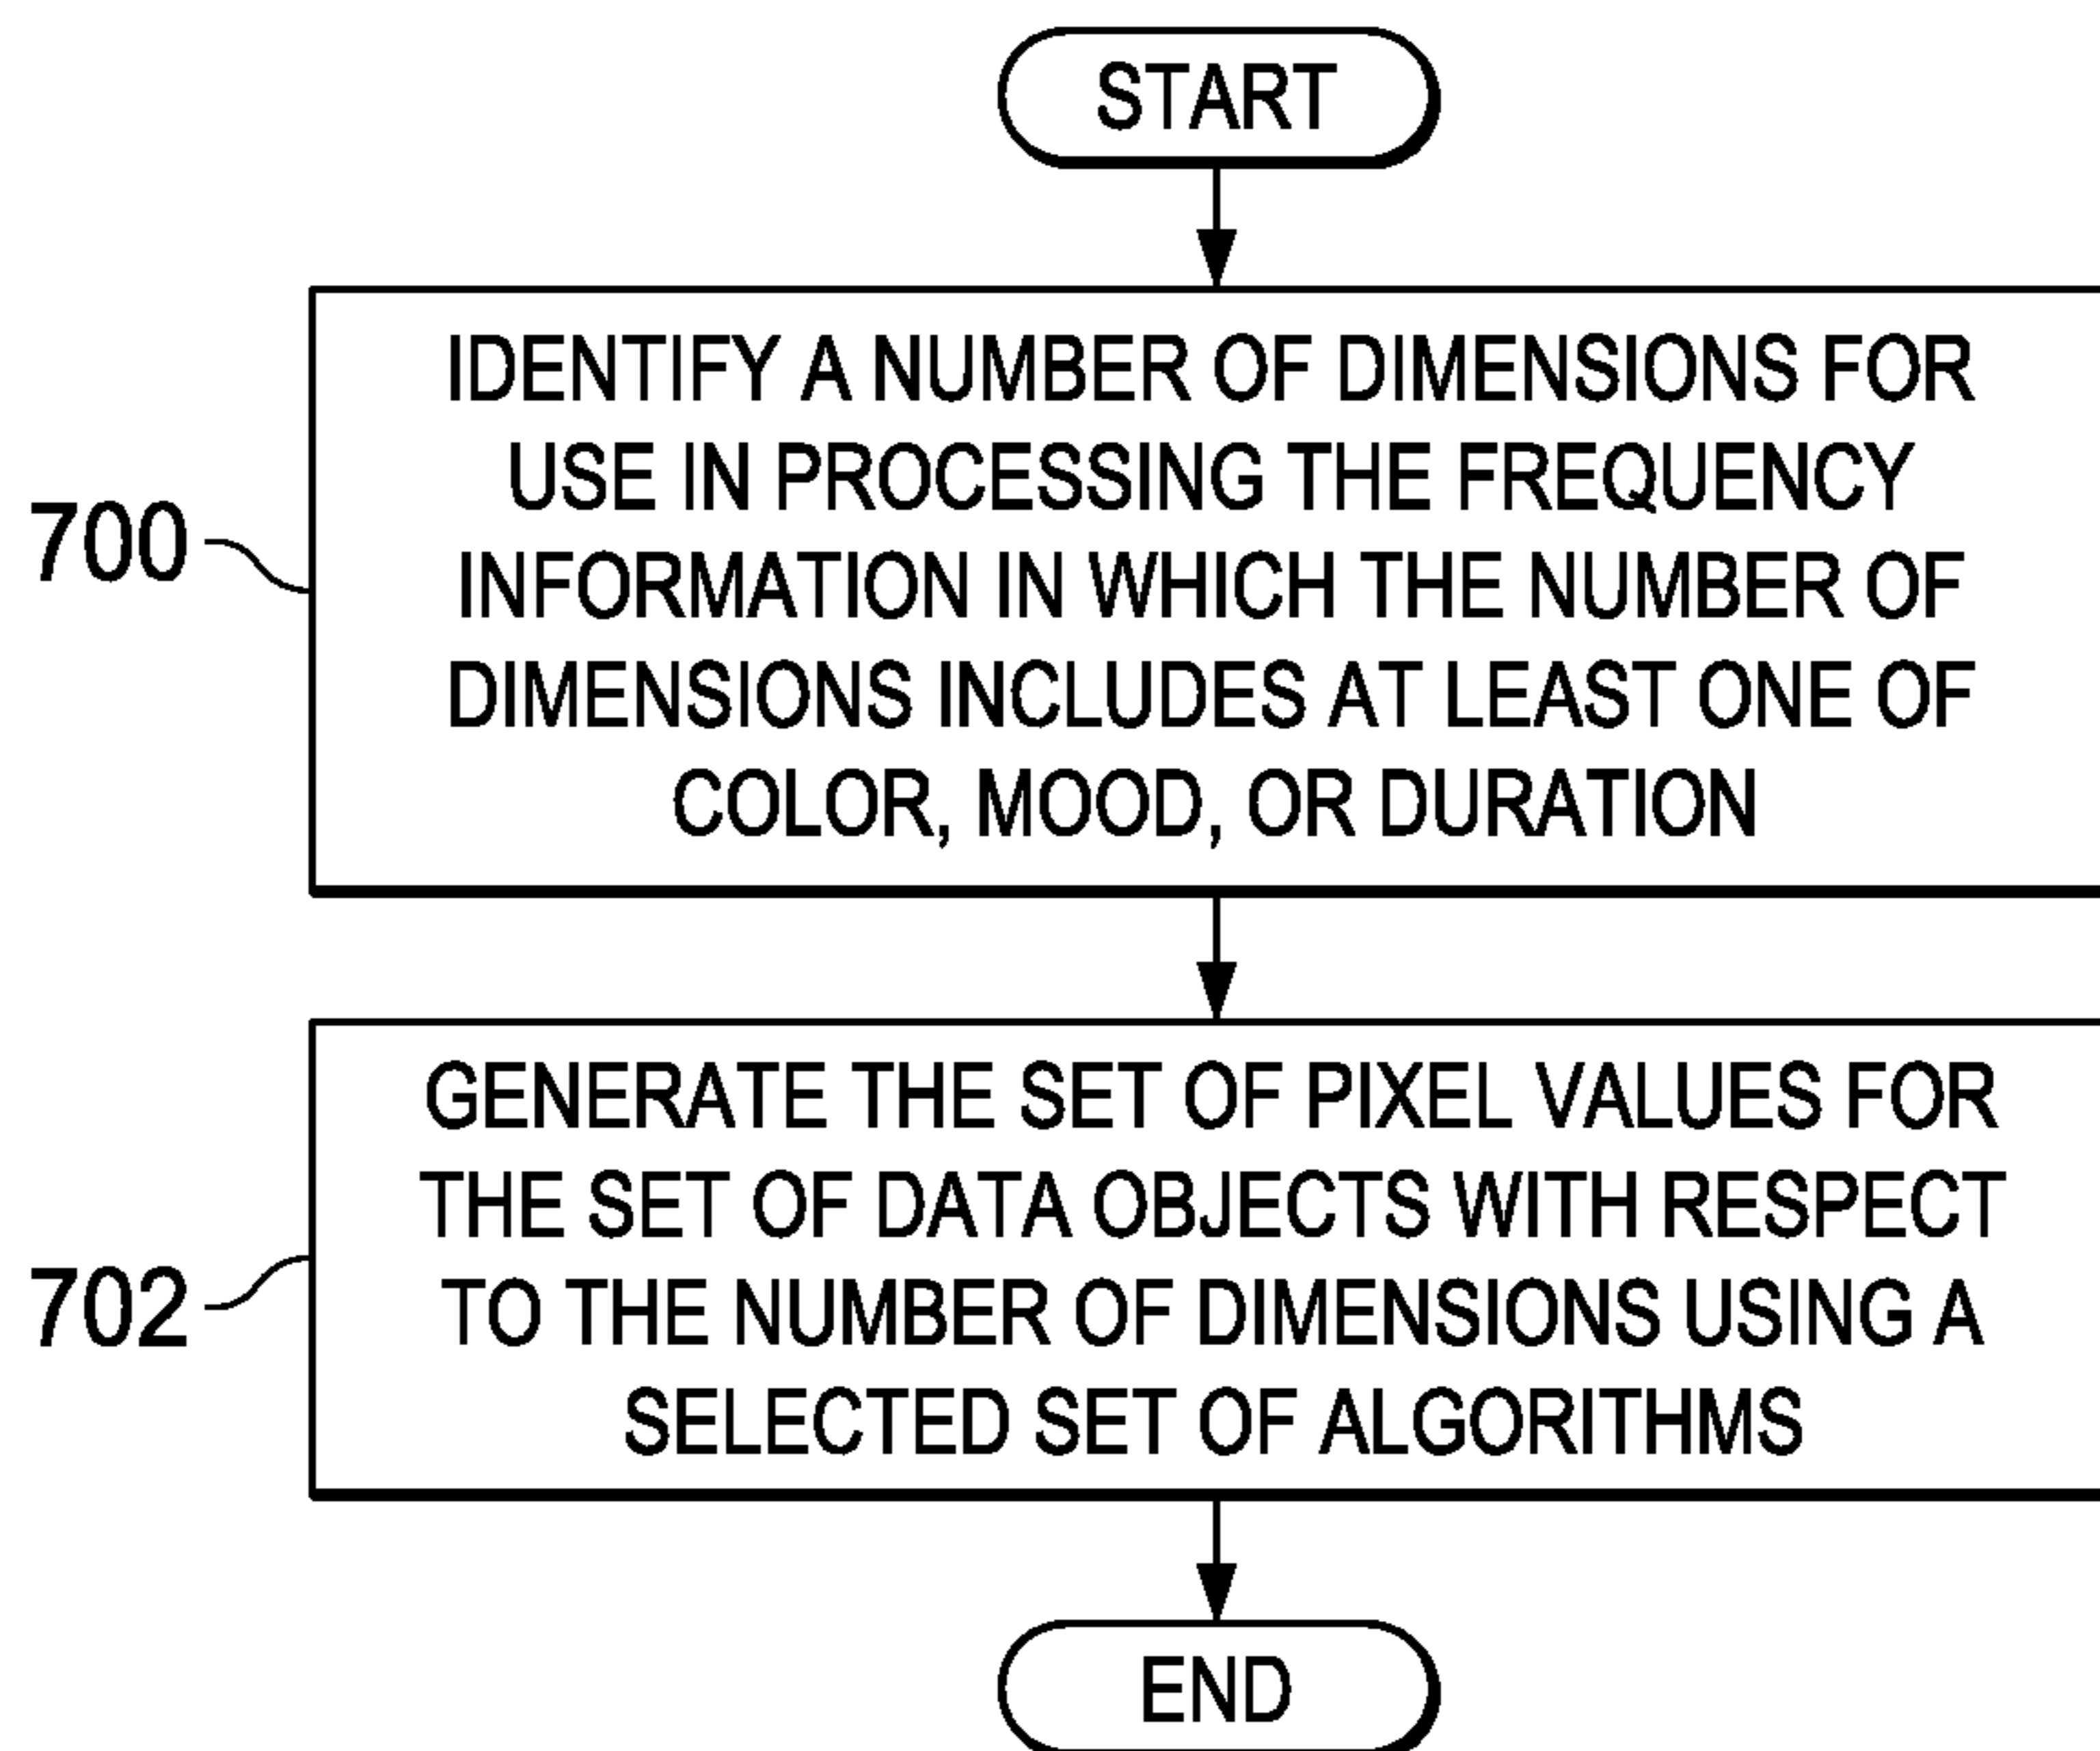 START
IDENTIFY A NUMBER OF DIMENSIONS FOR
USE IN PROCESSING THE FREQUENCY
700
INFORMATION IN WHICH THE NUMBER OF
DIMENSIONS INCLUDES AT LEAST ONE OF
COLOR, MOOD, OR DURATION
GENERATE THE SET OF PIXEL VALUES FOR
THE SET OF DATA OBJECTS WITH RESPECT
702
TO THE NUMBER OF DIMENSIONS USING A
SELECTED SET OF ALGORITHMS
END